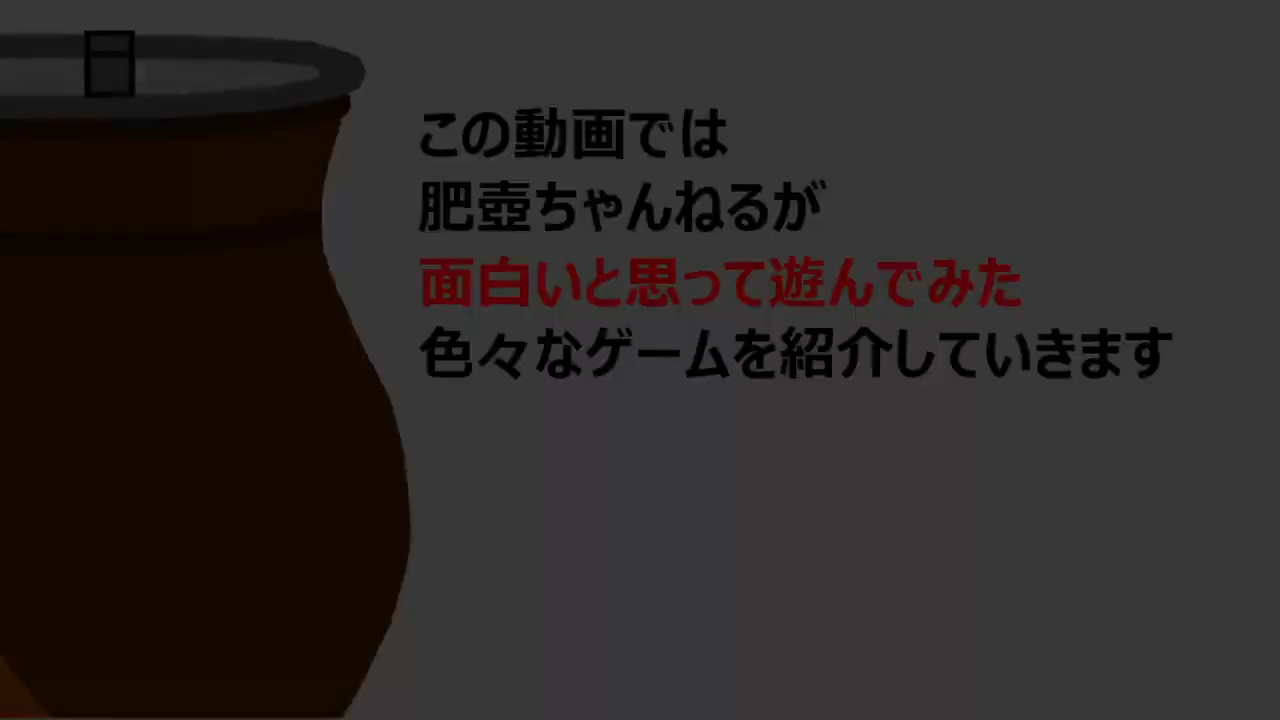 この動画では
肥壺ちゃんねるが
面白いと思って遊んでみた
色々なゲームを紹介していきます